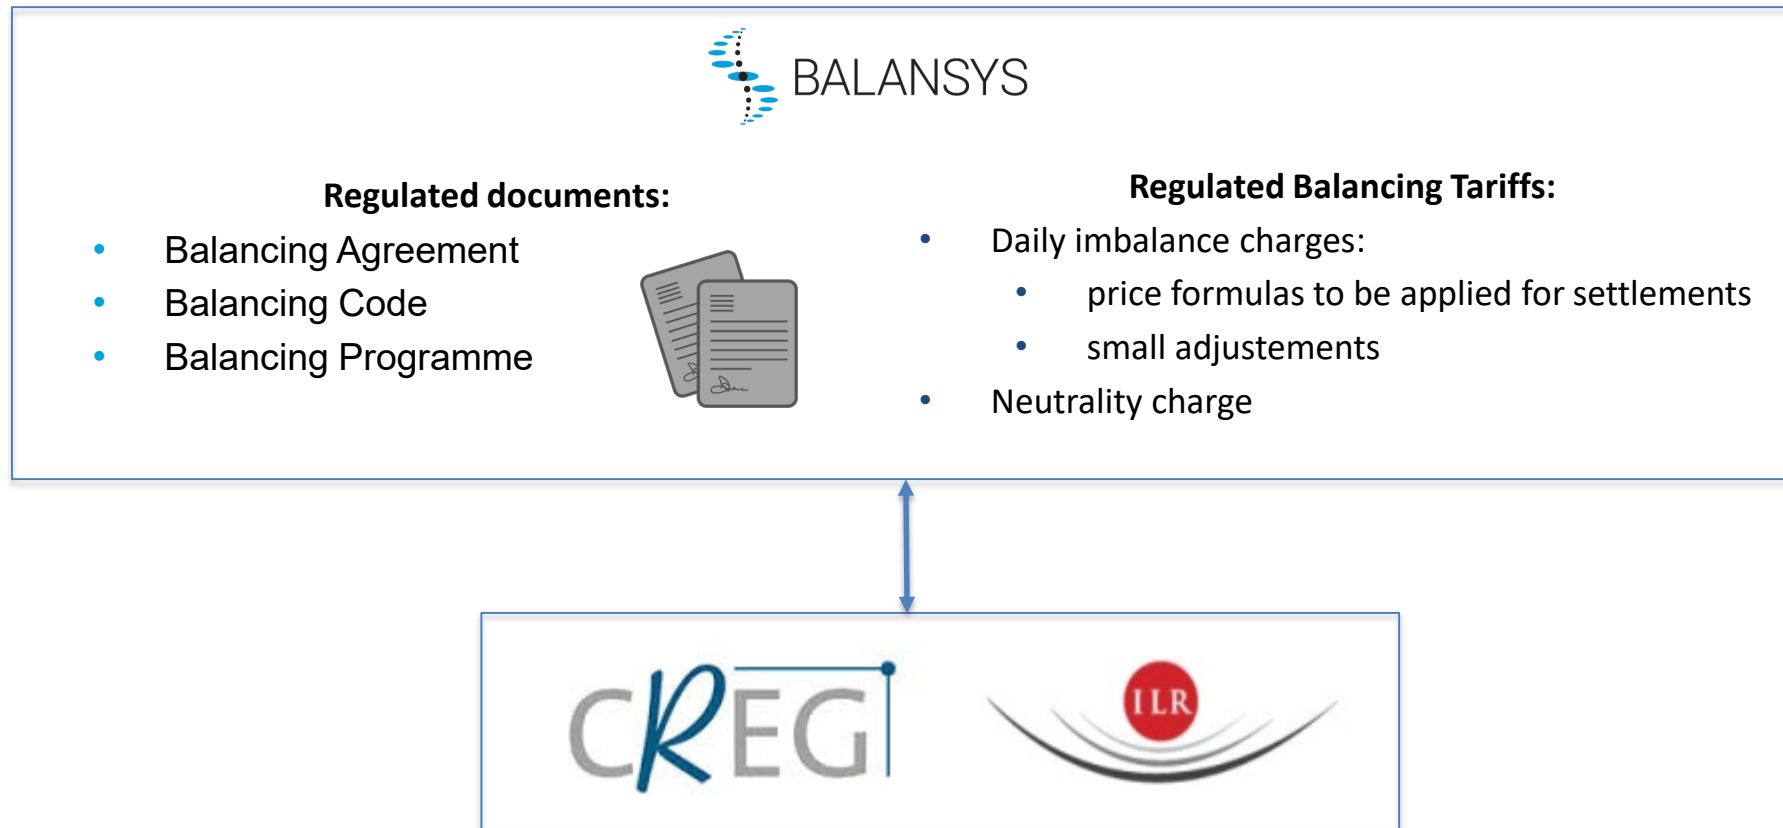 BALANSYS
Regulated documents:
• Balancing Agreement
• Balancing Code
• Balancing Programme
Regulated Balancing Tariffs:
• Daily imbalance charges:
• price formulas to be applied for settlements
• small adjustements
• Neutrality charge
CREG
ILR